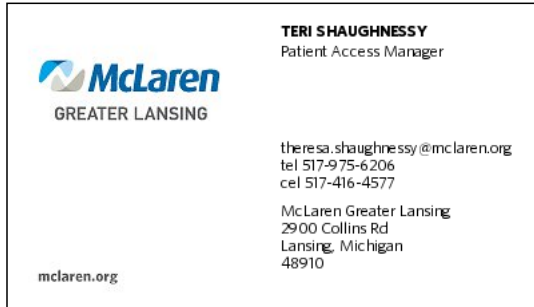 TERI SHAUGHNESSY
Patient Access Manager
McLaren
GREATER LANSING
theresa.shaughnessy@mclaren.org
tel 517-975-6206
cel 517-416-4577
McLaren Greater Lansing
2900 Collins Rd
Lansing, Michigan
48910
mclaren.org